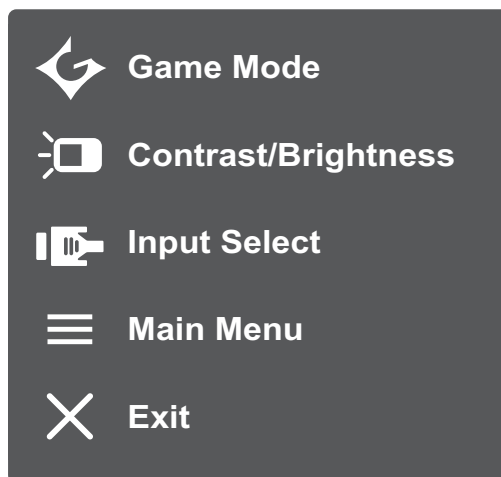 Game Mode
Contrast/Brightness
Input Select
Main Menu
Exit